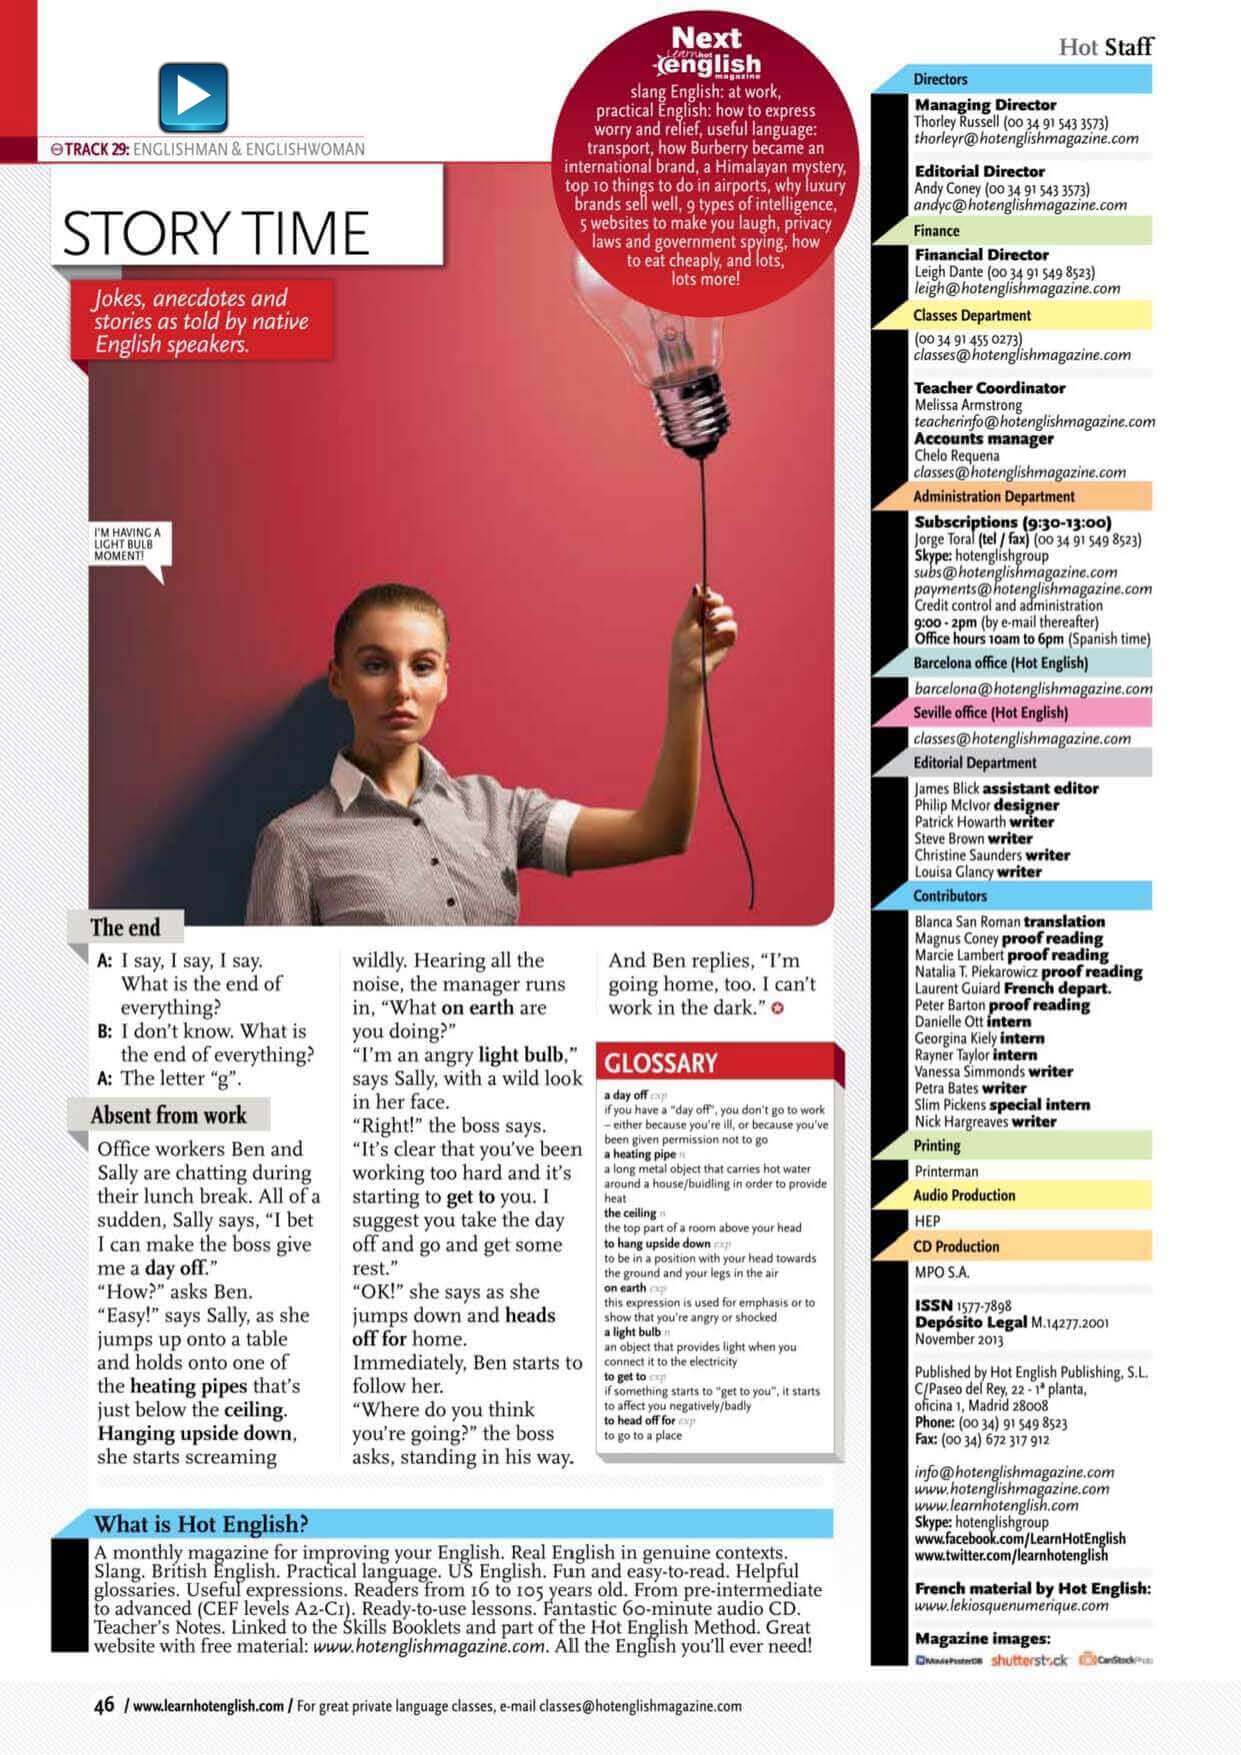 TRACK 29: ENGLISHMAN & ENGLISHWOMAN
STORY TIME
Jokes, anecdotes and
stories as told by native
English speakers.
Next
Learn hot
english
magazine
slang English: at work,
practical English: how to express
worry and relief, useful language:
transport, how Burberry became an
international brand, a Himalayan mystery,
top 10 things to do in airports, why luxury
brands sell well, 9 types of intelligence,
5 websites to make you laugh, privacy
laws and government spying, how
to eat cheaply, and lots,
lots more!
I'M HAVING A
LIGHT BULB
MOMENT!
The end
A: I say, I say, I say.
What is the end of
everything?
B: I don't know. What is
the end of everything?
A: The letter "g".
Absent from work
Office workers Ben and
Sally are chatting during
their lunch break. All of a
sudden, Sally says, "I bet
I can make the boss give
me a day off."
"How?" asks Ben.
"Easy!" says Sally, as she
jumps up onto a table
and holds onto one of
the heating pipes that's
just below the ceiling.
Hanging upside down,
she starts screaming
wildly. Hearing all the
noise, the manager runs
in, "What on earth are
you doing?"
"I'm an angry light bulb,"
says Sally, with a wild look
in her face.
"Right!" the boss says.
"It's clear that you've been
working too hard and it's
starting to get to you. I
suggest you take the day
off and go and get some
rest."
"OK!" she says as she
jumps down and heads
off for home.
Immediately, Ben starts to
follow her.
"Where do you think
you're going?" the boss
asks, standing in his way.
And Ben replies, "I'm
going home, too. I can't
work in the dark."
GLOSSARY
a day off exp
if you have a "day off", you don't go to work
– either because you're ill, or because you've
been given permission not to go
a heating pipe n
a long metal object that carries hot water
around a house/buidling in order to provide
heat
the ceiling n
the top part of a room above your head
to hang upside down exp
to be in a position with your head towards
the ground and your legs in the air
on earth exp
this expression is used for emphasis or to
show that you're angry or shocked
a light bulb n
an object that provides light when you
connect it to the electricity
to get to exp
if something starts to "get to you", it starts
to affect you negatively/badly
to head off for exp
to go to a place
What is Hot English?
A monthly magazine for improving your English. Real English in genuine contexts.
Slang. British English. Practical language. US English. Fun and easy-to-read. Helpful
glossaries. Useful expressions. Readers from 16 to 105 years old. From pre-intermediate
to advanced (CEF levels A2-C1). Ready-to-use lessons. Fantastic 60-minute audio CD.
Teacher's Notes. Linked to the Skills Booklets and part of the Hot English Method. Great
website with free material: www.hotenglishmagazine.com. All the English you'll ever need!
46 / www.learnhotenglish.com / For great private language classes, e-mail classes@hotenglishmagazine.com
Hot Staff
Directors
Managing Director
Thorley Russell (00 34 91 543 3573)
thorleyr@hotenglishmagazine.com
Editorial Director
Andy Coney (00 34 91 543 3573)
andyc@hotenglishmagazine.com
Finance
Financial Director
Leigh Dante (00 34 91 549 8523)
leigh@hotenglishmagazine.com
Classes Department
(00 34 91 455 0273)
classes@hotenglishmagazine.com
Teacher Coordinator
Melissa Armstrong
teacherinfo@hotenglishmagazine.com
Accounts manager
Chelo Requena
classes@hotenglishmagazine.com
Administration Department
Subscriptions (9:30-13:00)
Jorge Toral (tel / fax) (00 34 91 549 8523)
Skype: hotenglishgroup
subs@hotenglishmagazine.com
payments@hotenglishmagazine.com
Credit control and administration
9:00 - 2pm (by e-mail thereafter)
Office hours 10am to 6pm (Spanish time)
Barcelona office (Hot English)
barcelona@hotenglishmagazine.com
Seville office (Hot English)
classes@hotenglishmagazine.com
Editorial Department
James Blick assistant editor
Philip McIvor designer
Patrick Howarth writer
Steve Brown writer
Christine Saunders writer
Louisa Glancy writer
Contributors
Blanca San Roman translation
Magnus Coney proof reading
Marcie Lambert proof reading
Natalia T. Piekarowicz proof reading
Laurent Guiard French depart.
Peter Barton proof reading
Danielle Ott intern
Georgina Kiely intern
Rayner Taylor intern
Vanessa Simmonds writer
Petra Bates writer
Slim Pickens special intern
Nick Hargreaves writer
Printing
Printerman
Audio Production
HEP
CD Production
MPO S.A.
ISSN 1577-7898
Depósito Legal M.14277.2001
November 2013
Published by Hot English Publishing, S.L.
C/Paseo del Rey, 22 - 1ª planta,
oficina 1, Madrid 28008
Phone: (00 34) 91 549 8523
Fax: (00 34) 672 317 912
info@hotenglishmagazine.com
www.hotenglishmagazine.com
www.learnhotenglish.com
Skype: hotenglishgroup
www.facebook.com/LearnHotEnglish
www.twitter.com/learnhotenglish
French material by Hot English:
www.lekiosquenumerique.com
Magazine images:
MoviePosterDB shutterstock CanStockPhoto